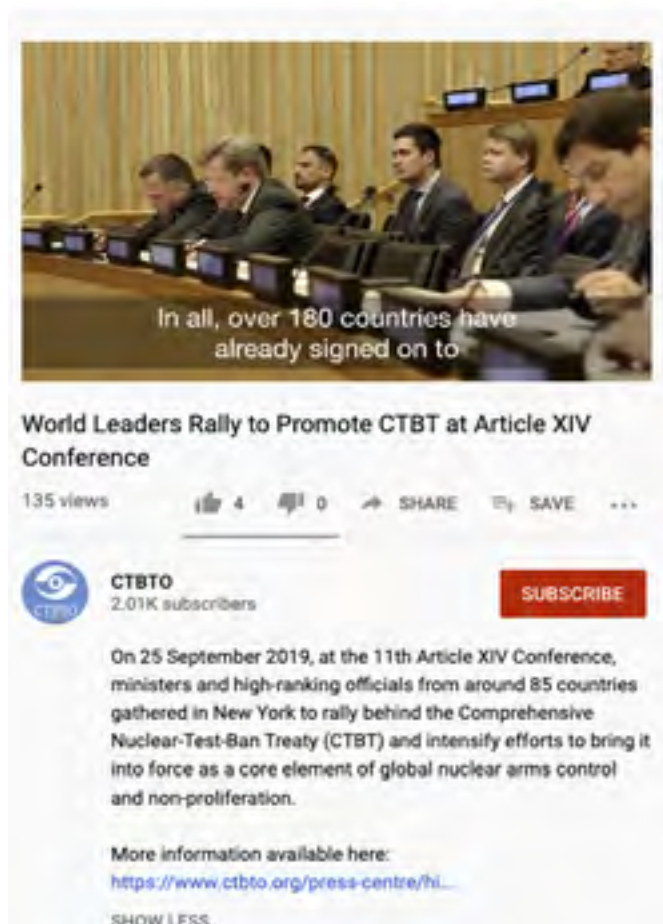 In all, over 180 countries have
already signed on to
World Leaders Rally to Promote CTBT at Article XIV
Conference
135 views 4 0 SHARE SAVE
CTBTO
CTBTO
2.01K subscribers
SUBSCRIBE
On 25 September 2019, at the 11th Article XIV Conference,
ministers and high-ranking officials from around 85 countries
gathered in New York to rally behind the Comprehensive
Nuclear-Test-Ban Treaty (CTBT) and intensify efforts to bring it
into force as a core element of global nuclear arms control
and non-proliferation.
More information available here:
https://www.ctbto.org/press-centre/hi...
SHOW LESS